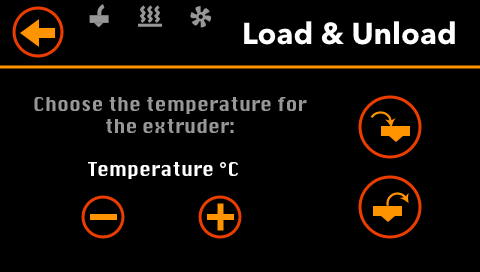 Load & Unload
Choose the temperature for
the extruder:
Temperature °C